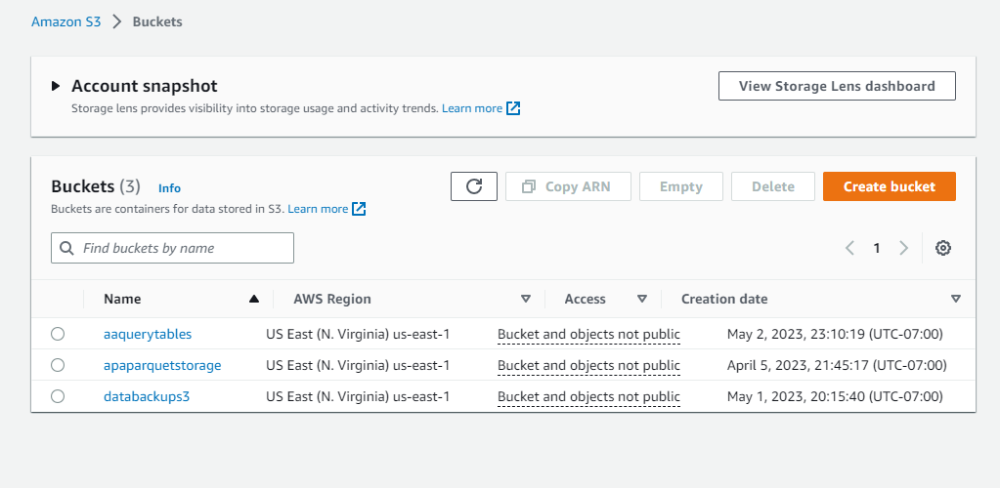 Amazon S3 > Buckets
Account snapshot
View Storage Lens dashboard
Storage lens provides visibility into storage usage and activity trends. Learn more
Buckets (3) Info
Copy ARN Empty Delete Create bucket
Buckets are containers for data stored in S3. Learn more
Find buckets by name
1
Name AWS Region Access Creation date
aaquerytables US East (N. Virginia) us-east-1 Bucket and objects not public May 2, 2023, 23:10:19 (UTC-07:00)
apaparquetstorage US East (N. Virginia) us-east-1 Bucket and objects not public April 5, 2023, 21:45:17 (UTC-07:00)
databackups3 US East (N. Virginia) us-east-1 Bucket and objects not public May 1, 2023, 20:15:40 (UTC-07:00)